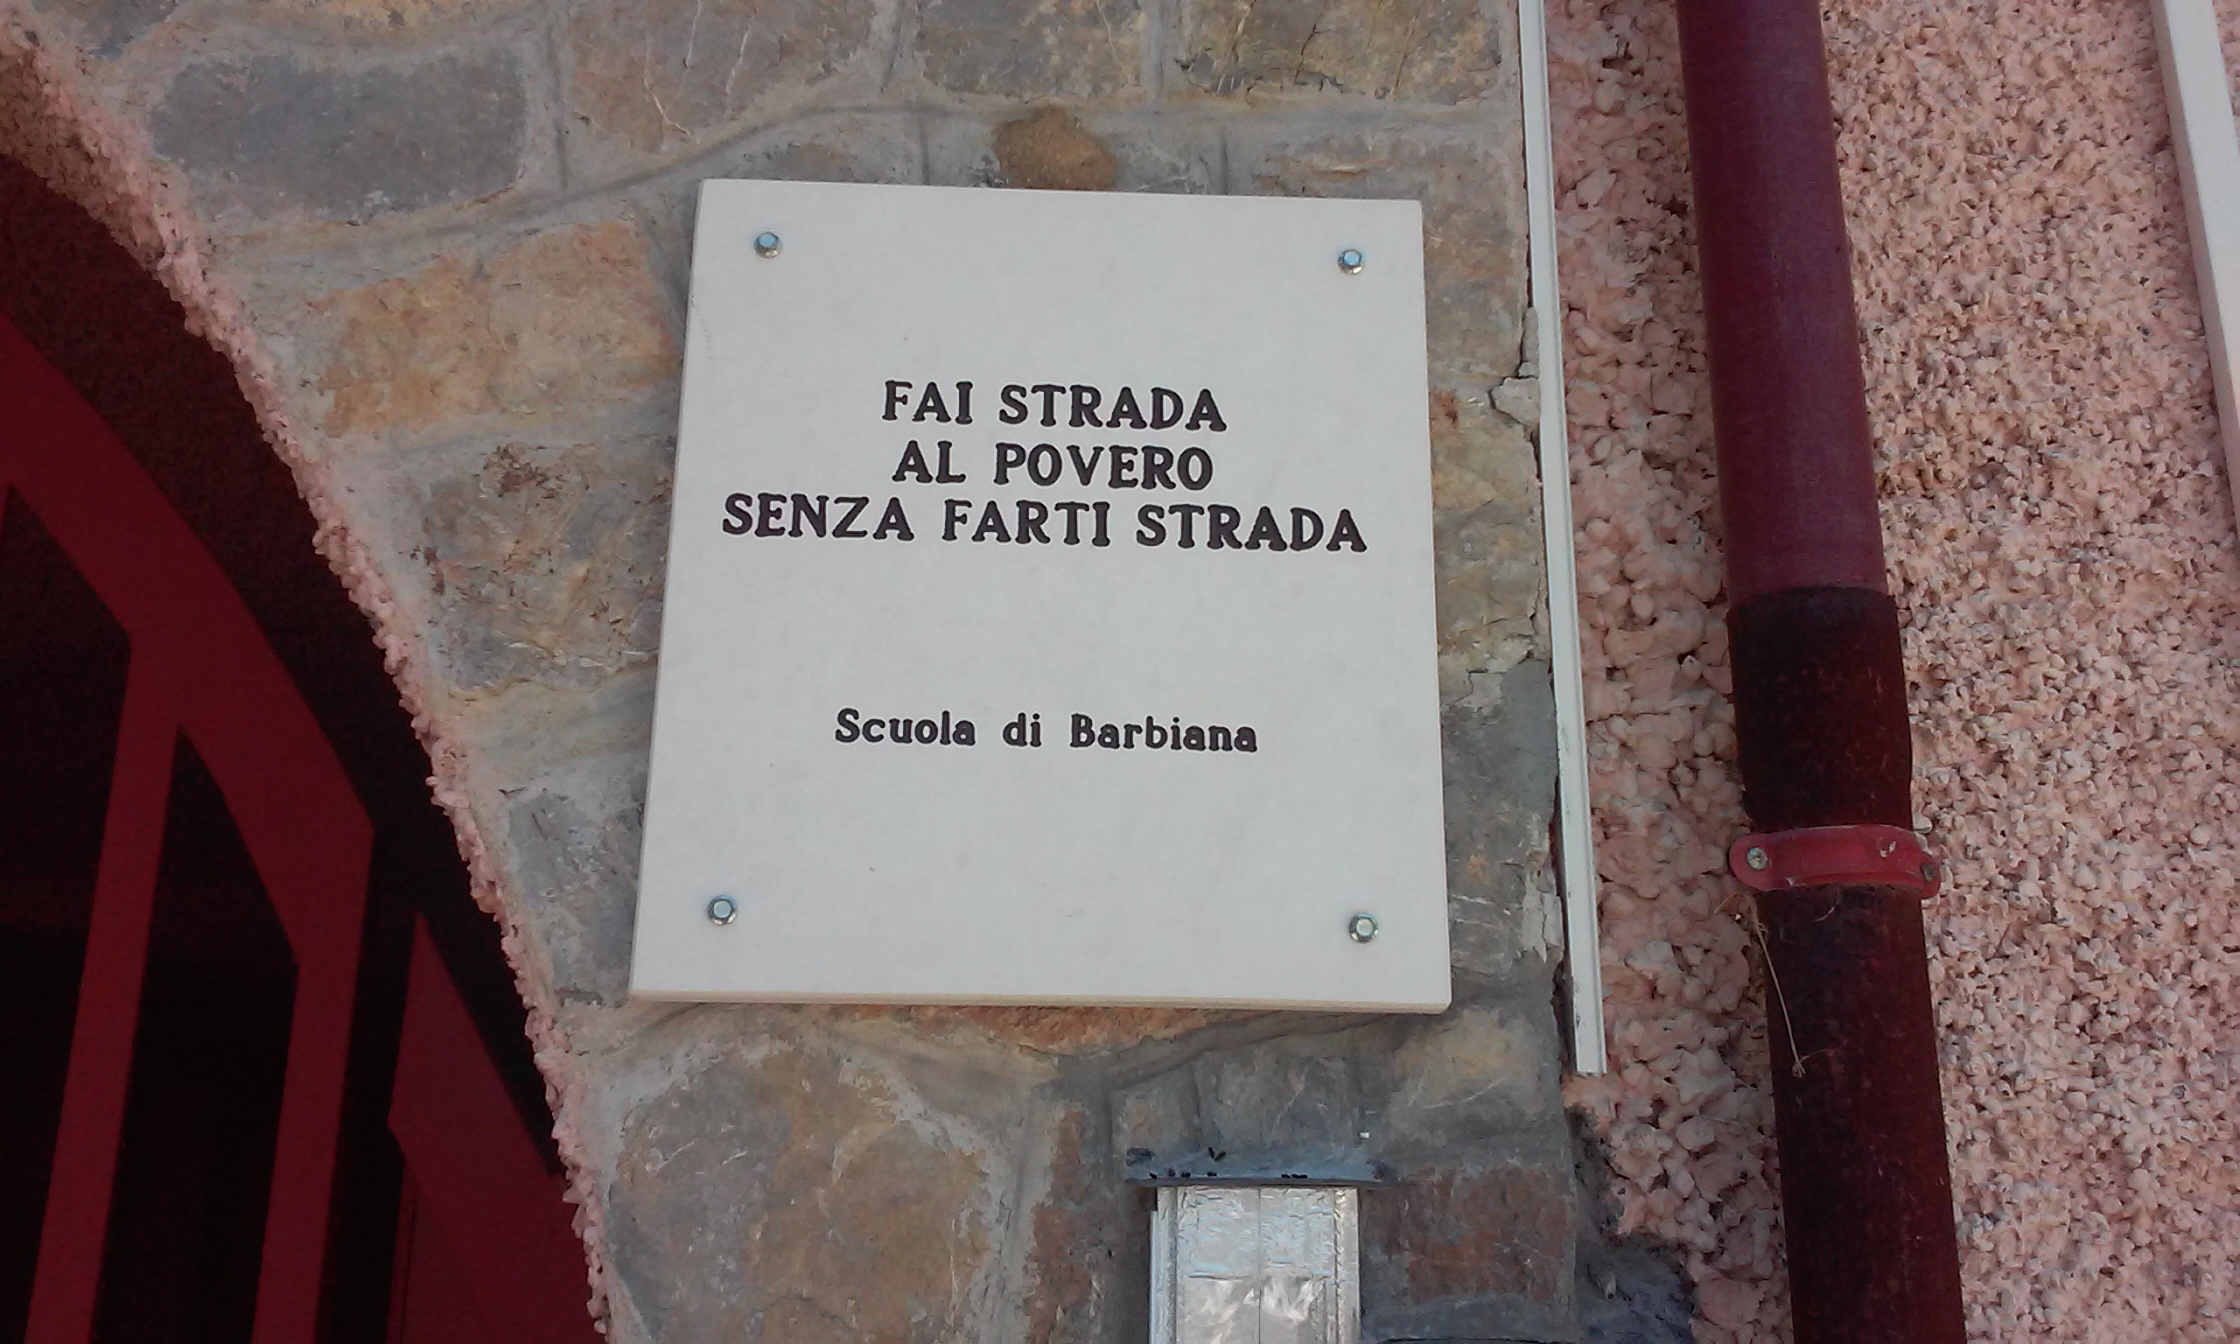 FAI STRADA
AL POVERO
SENZA FARTI STRADA
Scuola di Barbiana